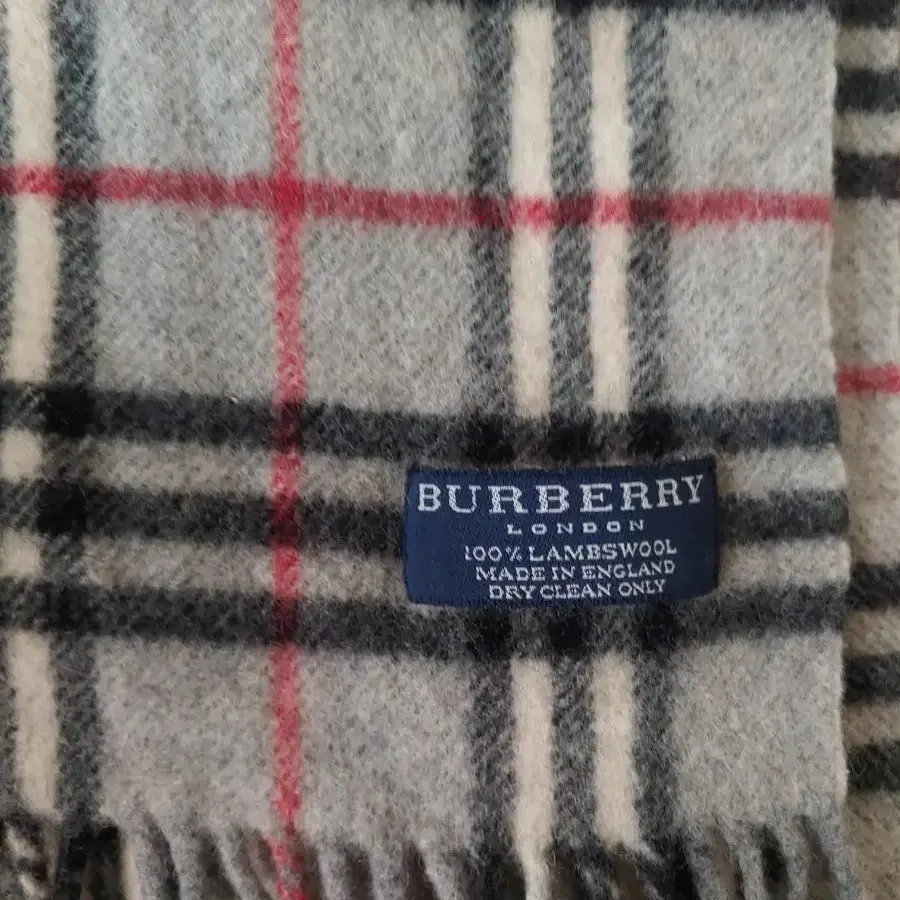 BURBERRY
LONDON
100% LAMBSWOOL
MADE IN ENGLAND
DRY CLEAN ONLY